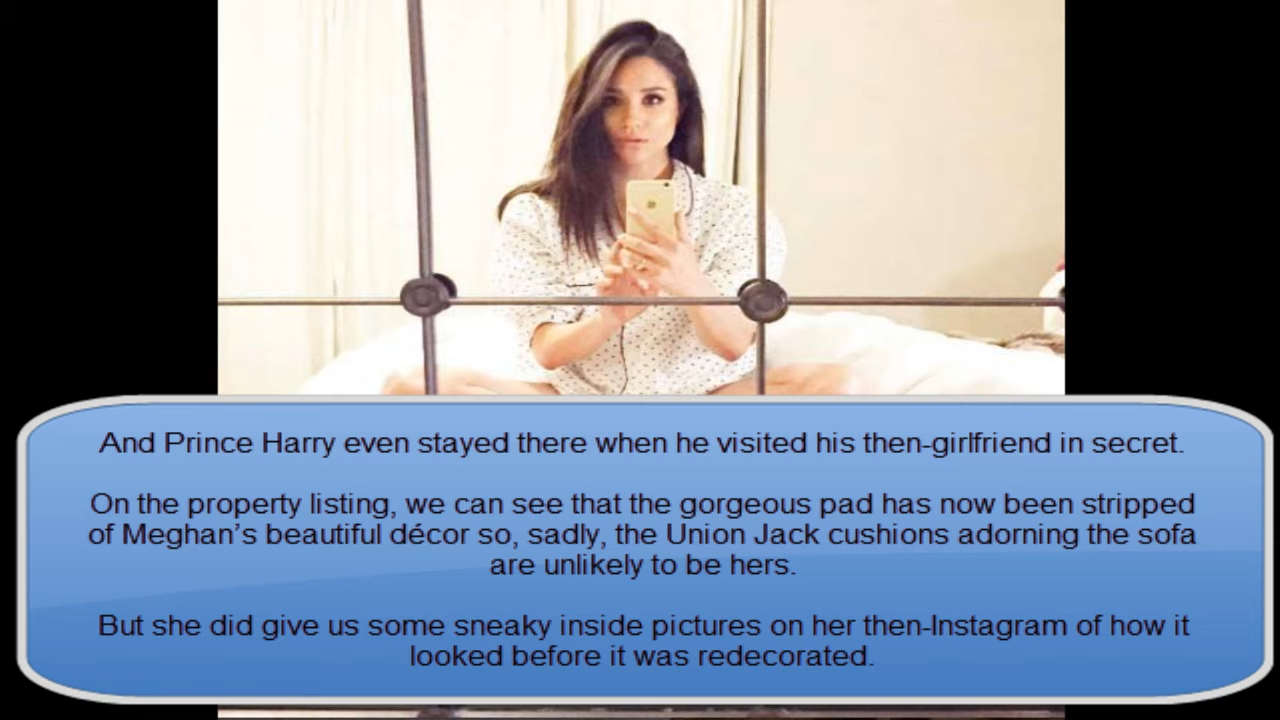 And Prince Harry even stayed there when he visited his then-girlfriend in secret.
On the property listing, we can see that the gorgeous pad has now been stripped
of Meghan’s beautiful décor so, sadly, the Union Jack cushions adorning the sofa
are unlikely to be hers.
But she did give us some sneaky inside pictures on her then-Instagram of how it
looked before it was redecorated.